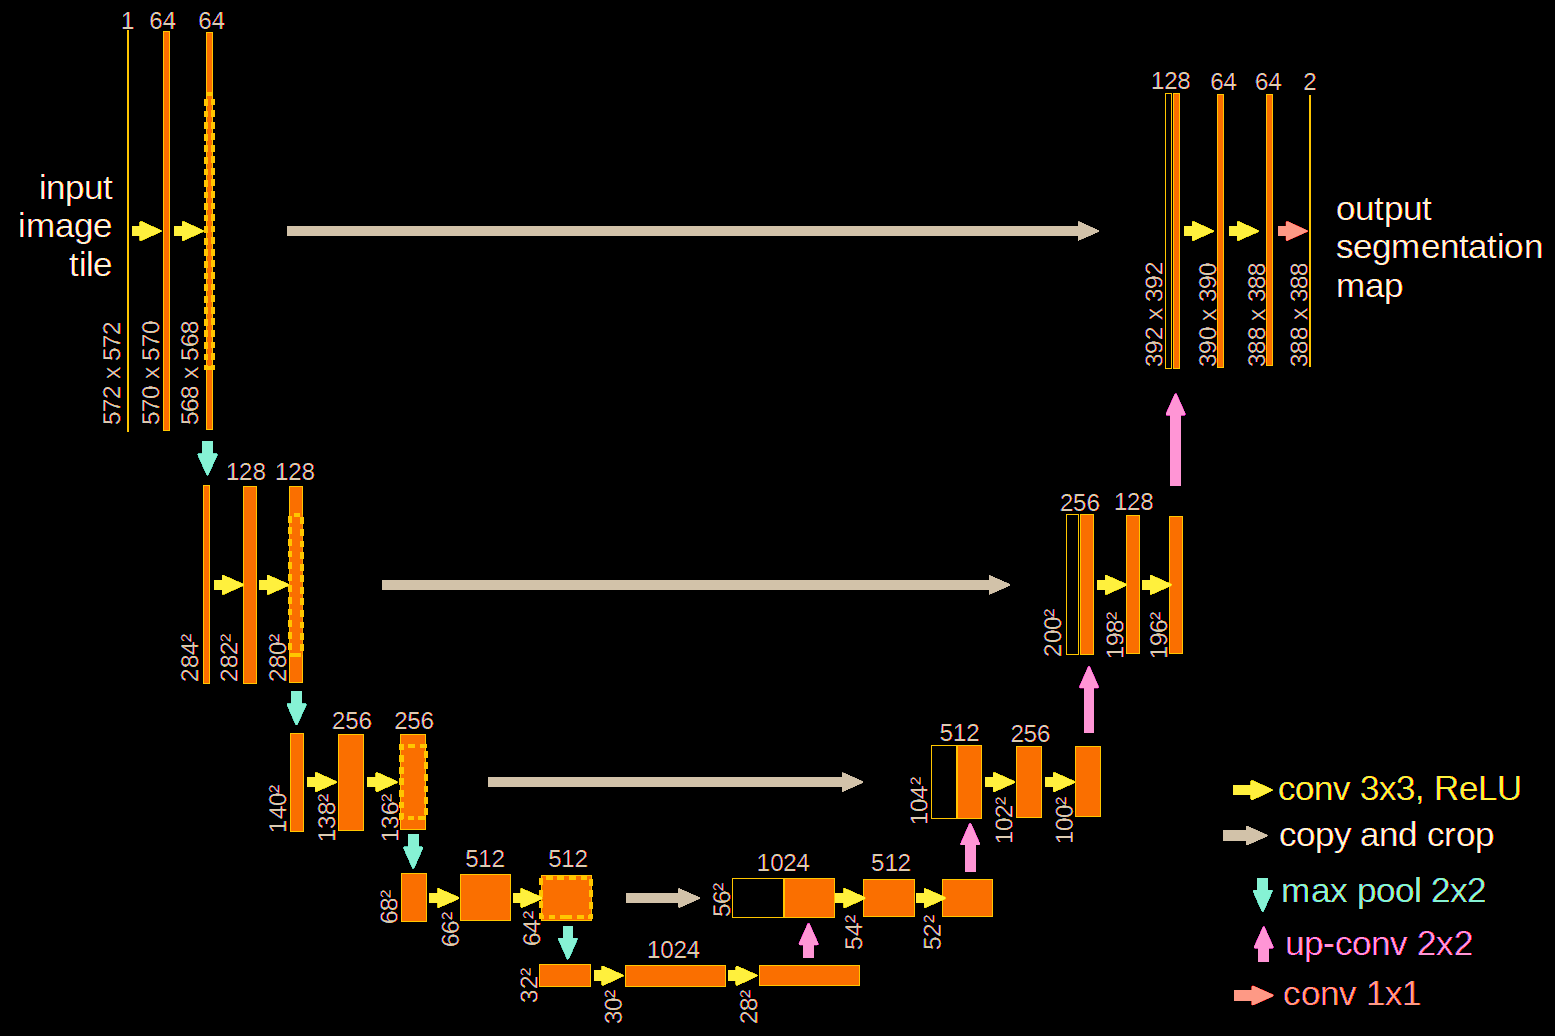 1 64 64
128 64 64 2
input
image
tile
output
segmentation
map
572 x 572
570 x 570
568 x 568
392 x 392
390 x 390
388 x 388
388 x 388
128 128
256 128
284²
282²
280²
200²
198²
196²
256 256
512 256
140²
138²
136²
104²
102²
100²
512 512
1024 512
68²
66²
64²
56²
54²
52²
1024
32²
30²
28²
conv 3x3, ReLU
copy and crop
max pool 2x2
up-conv 2x2
conv 1x1